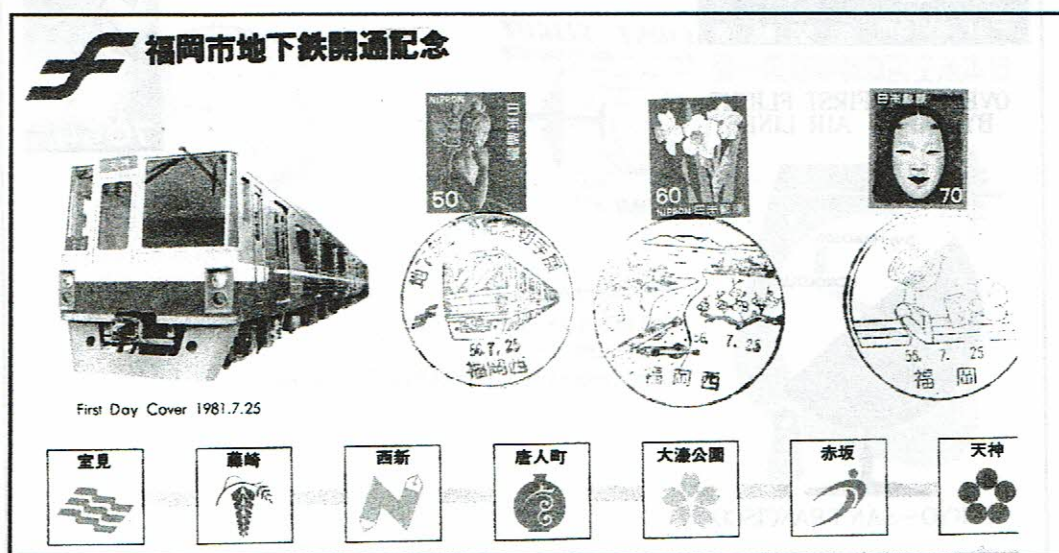 福岡市地下鉄開通記念
NIPPON
日本郵便
50
60
NIPPON 日本郵便
日本郵便
70
56.7.25
福岡西
56. 7. 25
福岡西
56. 7. 25
福岡
First Day Cover 1981.7.25
室見
藤崎
西新
唐人町
大濠公園
赤坂
天神